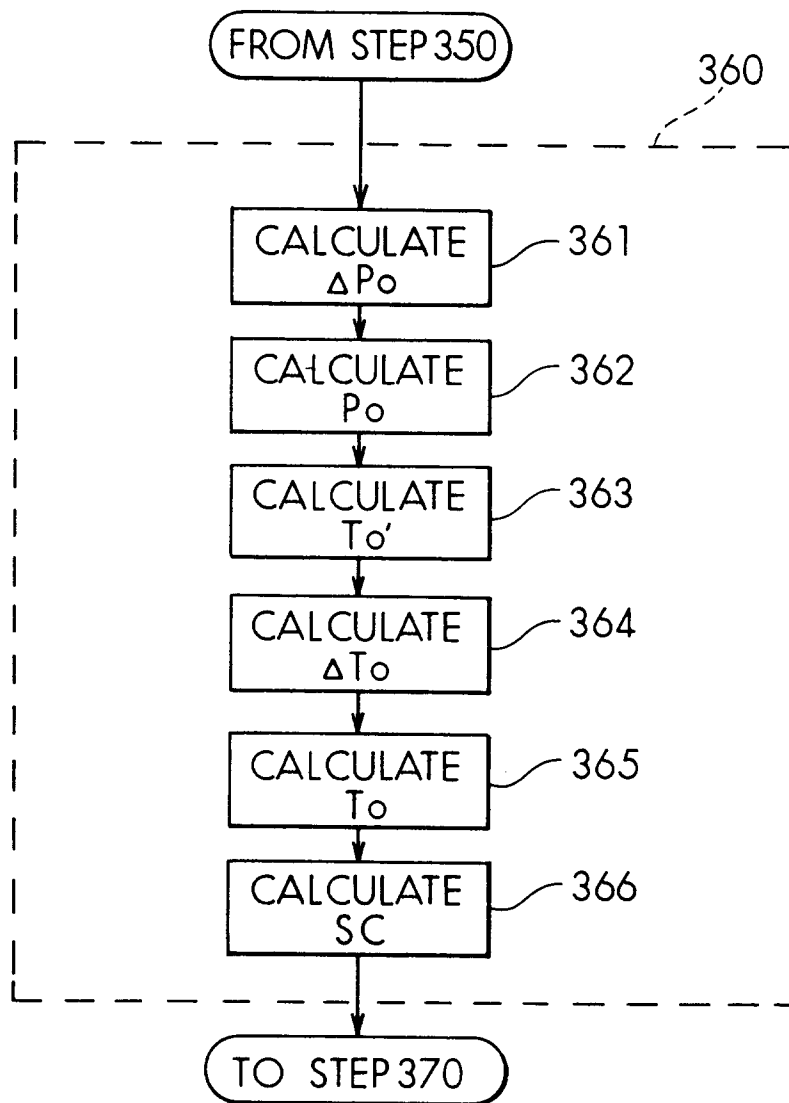 FROM STEP 350
360
CALCULATE
ΔPo
361
CALCULATE
Po
362
CALCULATE
To'
363
CALCULATE
ΔTo
364
CALCULATE
To
365
CALCULATE
SC
366
TO STEP 370